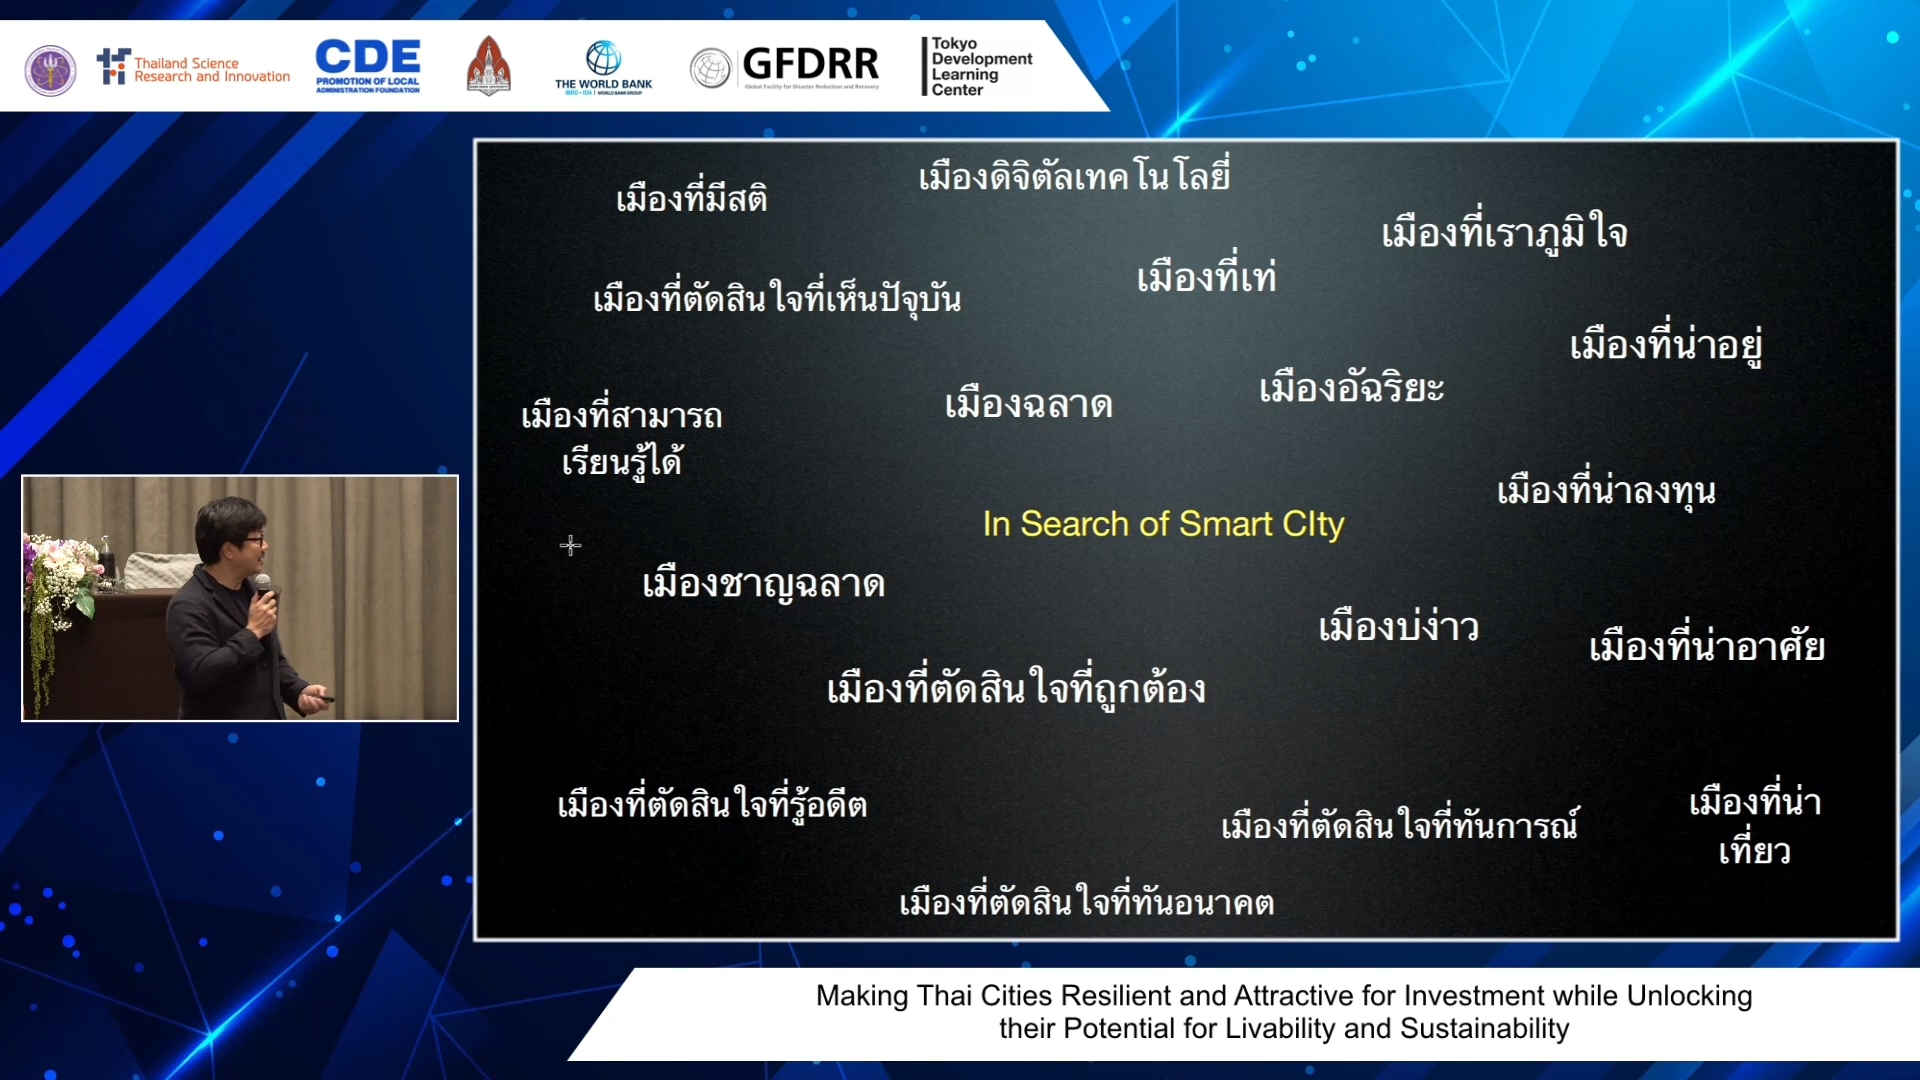 Thailand Science
Research and Innovation
CDE
PROMOTION OF LOCAL
ADMINISTRATION FOUNDATION
THE WORLD BANK
IBRD • IDA | WORLD BANK GROUP
GFDRR
Global Facility for Disaster Reduction and Recovery
Tokyo
Development
Learning
Center
เมืองที่มีสติ
เมืองดิจิตัลเทคโนโลยี่
เมืองที่เราภูมิใจ
เมืองที่เท่
เมืองที่ตัดสินใจที่เห็นปัจุบัน
เมืองที่น่าอยู่
เมืองอัฉริยะ
เมืองฉลาด
เมืองที่สามารถ
เรียนรู้ได้
เมืองที่น่าลงทุน
In Search of Smart CIty
เมืองชาญฉลาด
เมืองบ่ง่าว
เมืองที่น่าอาศัย
เมืองที่ตัดสินใจที่ถูกต้อง
เมืองที่ตัดสินใจที่รู้อดีต
เมืองที่ตัดสินใจที่ทันการณ์
เมืองที่น่า
เที่ยว
เมืองที่ตัดสินใจที่ทันอนาคต
Making Thai Cities Resilient and Attractive for Investment while Unlocking
their Potential for Livability and Sustainability